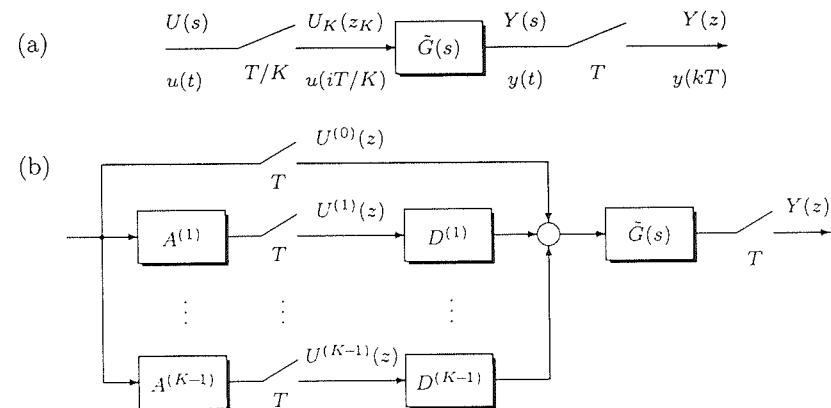 (a)
U(s) U_K(z_K) Y(s) Y(z)
G̃(s)
u(t) T/K u(iT/K) y(t) T y(kT)
(b)
U^(0)(z)
T
A^(1) U^(1)(z) D^(1) G̃(s) Y(z)
T T
A^(K-1) U^(K-1)(z) D^(K-1)
T